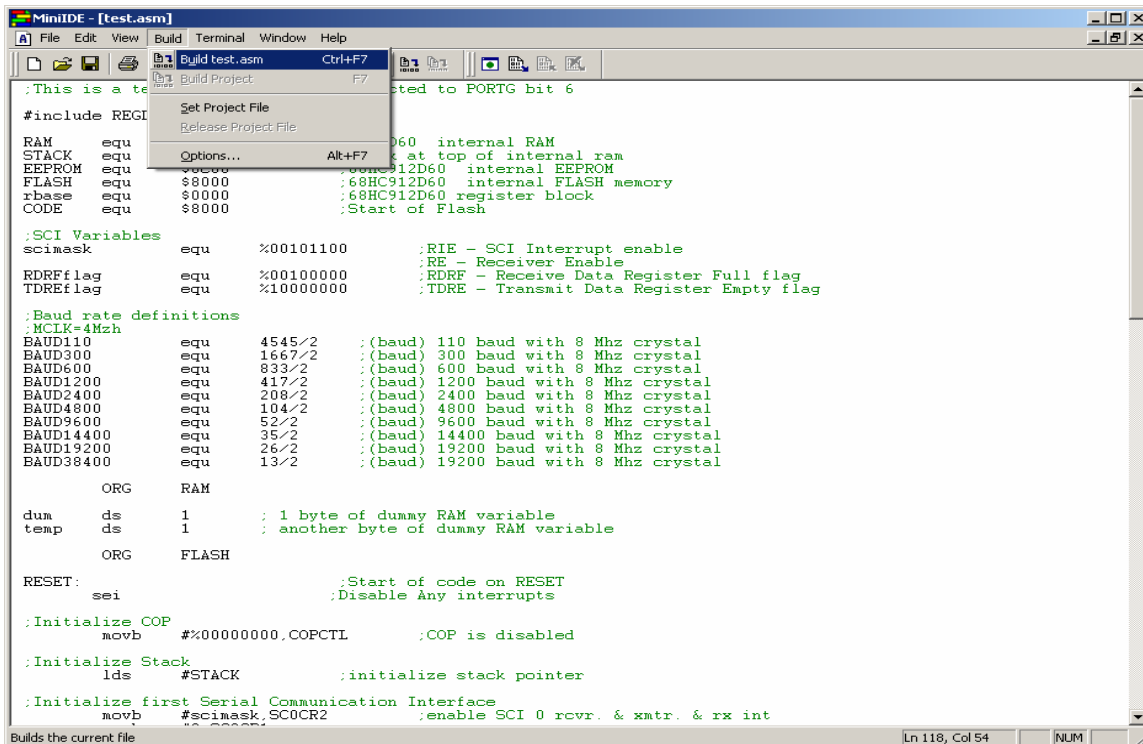 MiniIDE - [test.asm]
File Edit View Build Terminal Window Help
Build test.asm Ctrl+F7
Build Project F7
Set Project File
Release Project File
Options... Alt+F7
;This is a te cted to PORTG bit 6
#include REGI
RAM equ D60 internal RAM
STACK equ at top of internal ram
EEPROM equ ;68HC912D60 internal EEPROM
FLASH equ $8000 ;68HC912D60 internal FLASH memory
rbase equ $0000 ;68HC912D60 register block
CODE equ $8000 ;Start of Flash
;SCI Variables
scimask equ %00101100 ;RIE - SCI Interrupt enable
;RE - Receiver Enable
RDRFflag equ %00100000 ;RDRF - Receive Data Register Full flag
TDREflag equ %10000000 ;TDRE - Transmit Data Register Empty flag
;Baud rate definitions
;MCLK=4Mzh
BAUD110 equ 4545/2 ;(baud) 110 baud with 8 Mhz crystal
BAUD300 equ 1667/2 ;(baud) 300 baud with 8 Mhz crystal
BAUD600 equ 833/2 ;(baud) 600 baud with 8 Mhz crystal
BAUD1200 equ 417/2 ;(baud) 1200 baud with 8 Mhz crystal
BAUD2400 equ 208/2 ;(baud) 2400 baud with 8 Mhz crystal
BAUD4800 equ 104/2 ;(baud) 4800 baud with 8 Mhz crystal
BAUD9600 equ 52/2 ;(baud) 9600 baud with 8 Mhz crystal
BAUD14400 equ 35/2 ;(baud) 14400 baud with 8 Mhz crystal
BAUD19200 equ 26/2 ;(baud) 19200 baud with 8 Mhz crystal
BAUD38400 equ 13/2 ;(baud) 19200 baud with 8 Mhz crystal
ORG RAM
dum ds 1 ; 1 byte of dummy RAM variable
temp ds 1 ; another byte of dummy RAM variable
ORG FLASH
RESET: ;Start of code on RESET
sei ;Disable Any interrupts
;Initialize COP
movb #%00000000,COPCTL ;COP is disabled
;Initialize Stack
lds #STACK ;initialize stack pointer
;Initialize first Serial Communication Interface
movb #scimask,SC0CR2 ;enable SCI 0 rcvr. & xmtr. & rx int
Builds the current file Ln 118, Col 54 NUM